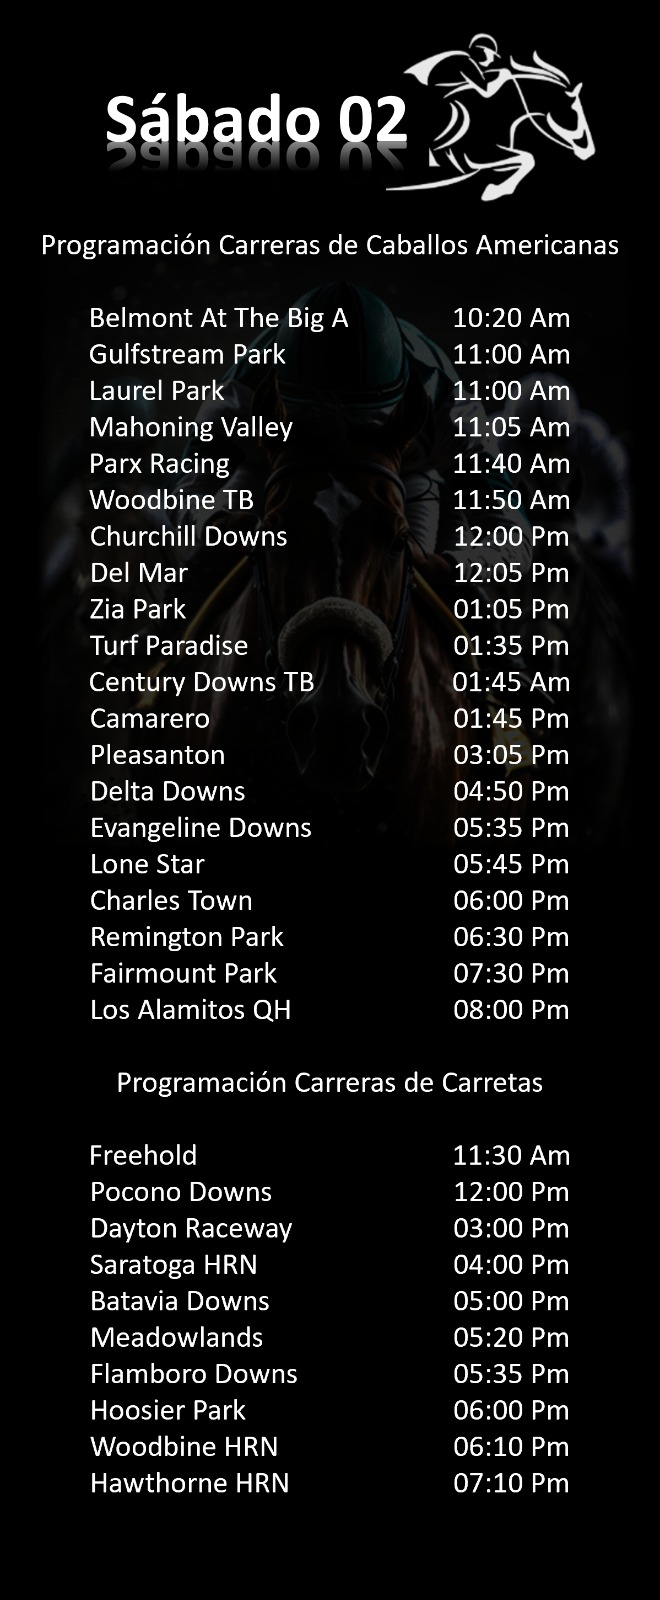 Sábado 02
Programación Carreras de Caballos Americanas
Belmont At The Big A 10:20 Am
Gulfstream Park 11:00 Am
Laurel Park 11:00 Am
Mahoning Valley 11:05 Am
Parx Racing 11:40 Am
Woodbine TB 11:50 Am
Churchill Downs 12:00 Pm
Del Mar 12:05 Pm
Zia Park 01:05 Pm
Turf Paradise 01:35 Pm
Century Downs TB 01:45 Am
Camarero 01:45 Pm
Pleasanton 03:05 Pm
Delta Downs 04:50 Pm
Evangeline Downs 05:35 Pm
Lone Star 05:45 Pm
Charles Town 06:00 Pm
Remington Park 06:30 Pm
Fairmount Park 07:30 Pm
Los Alamitos QH 08:00 Pm
Programación Carreras de Carretas
Freehold 11:30 Am
Pocono Downs 12:00 Pm
Dayton Raceway 03:00 Pm
Saratoga HRN 04:00 Pm
Batavia Downs 05:00 Pm
Meadowlands 05:20 Pm
Flamboro Downs 05:35 Pm
Hoosier Park 06:00 Pm
Woodbine HRN 06:10 Pm
Hawthorne HRN 07:10 Pm